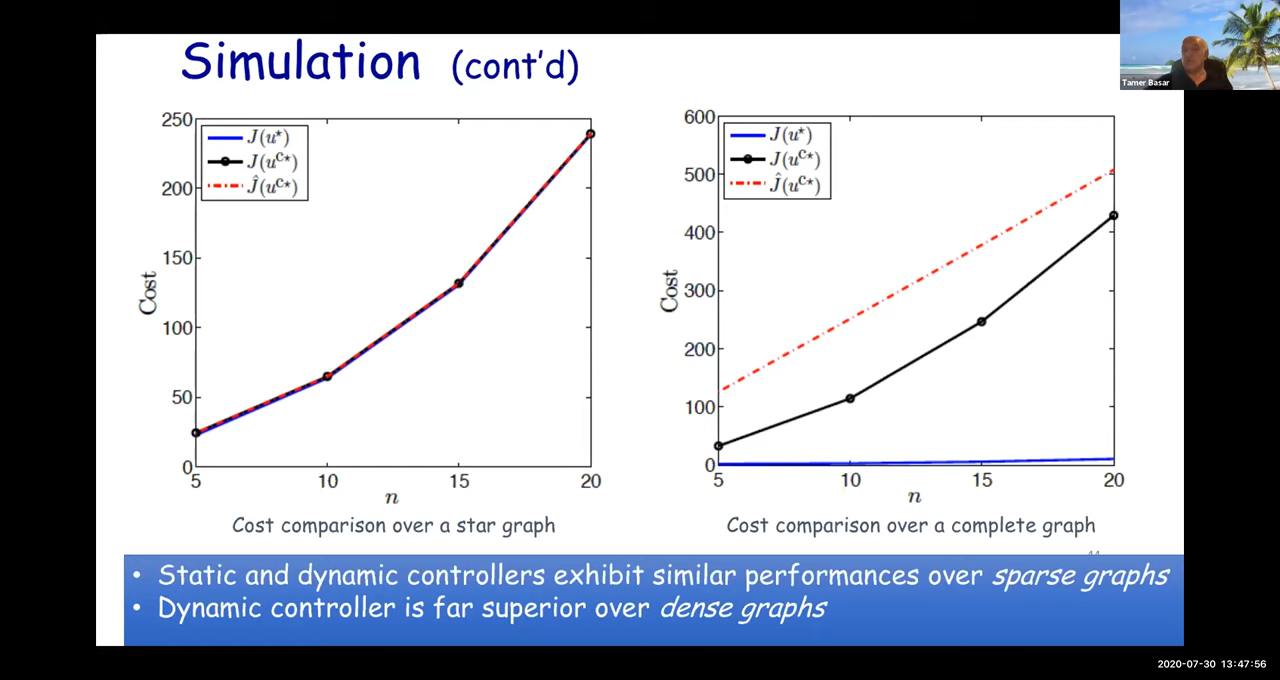 Simulation (cont'd)
Tamer Basar
250
200
150
100
50
0
Cost
J(u*)
J(u^{C*})
Ĵ(u^{C*})
5
10
15
20
n
Cost comparison over a star graph
600
500
400
300
200
100
0
Cost
J(u*)
J(u^{C*})
Ĵ(u^{C*})
5
10
15
20
n
Cost comparison over a complete graph
• Static and dynamic controllers exhibit similar performances over sparse graphs
• Dynamic controller is far superior over dense graphs
2020-07-30 13:47:56